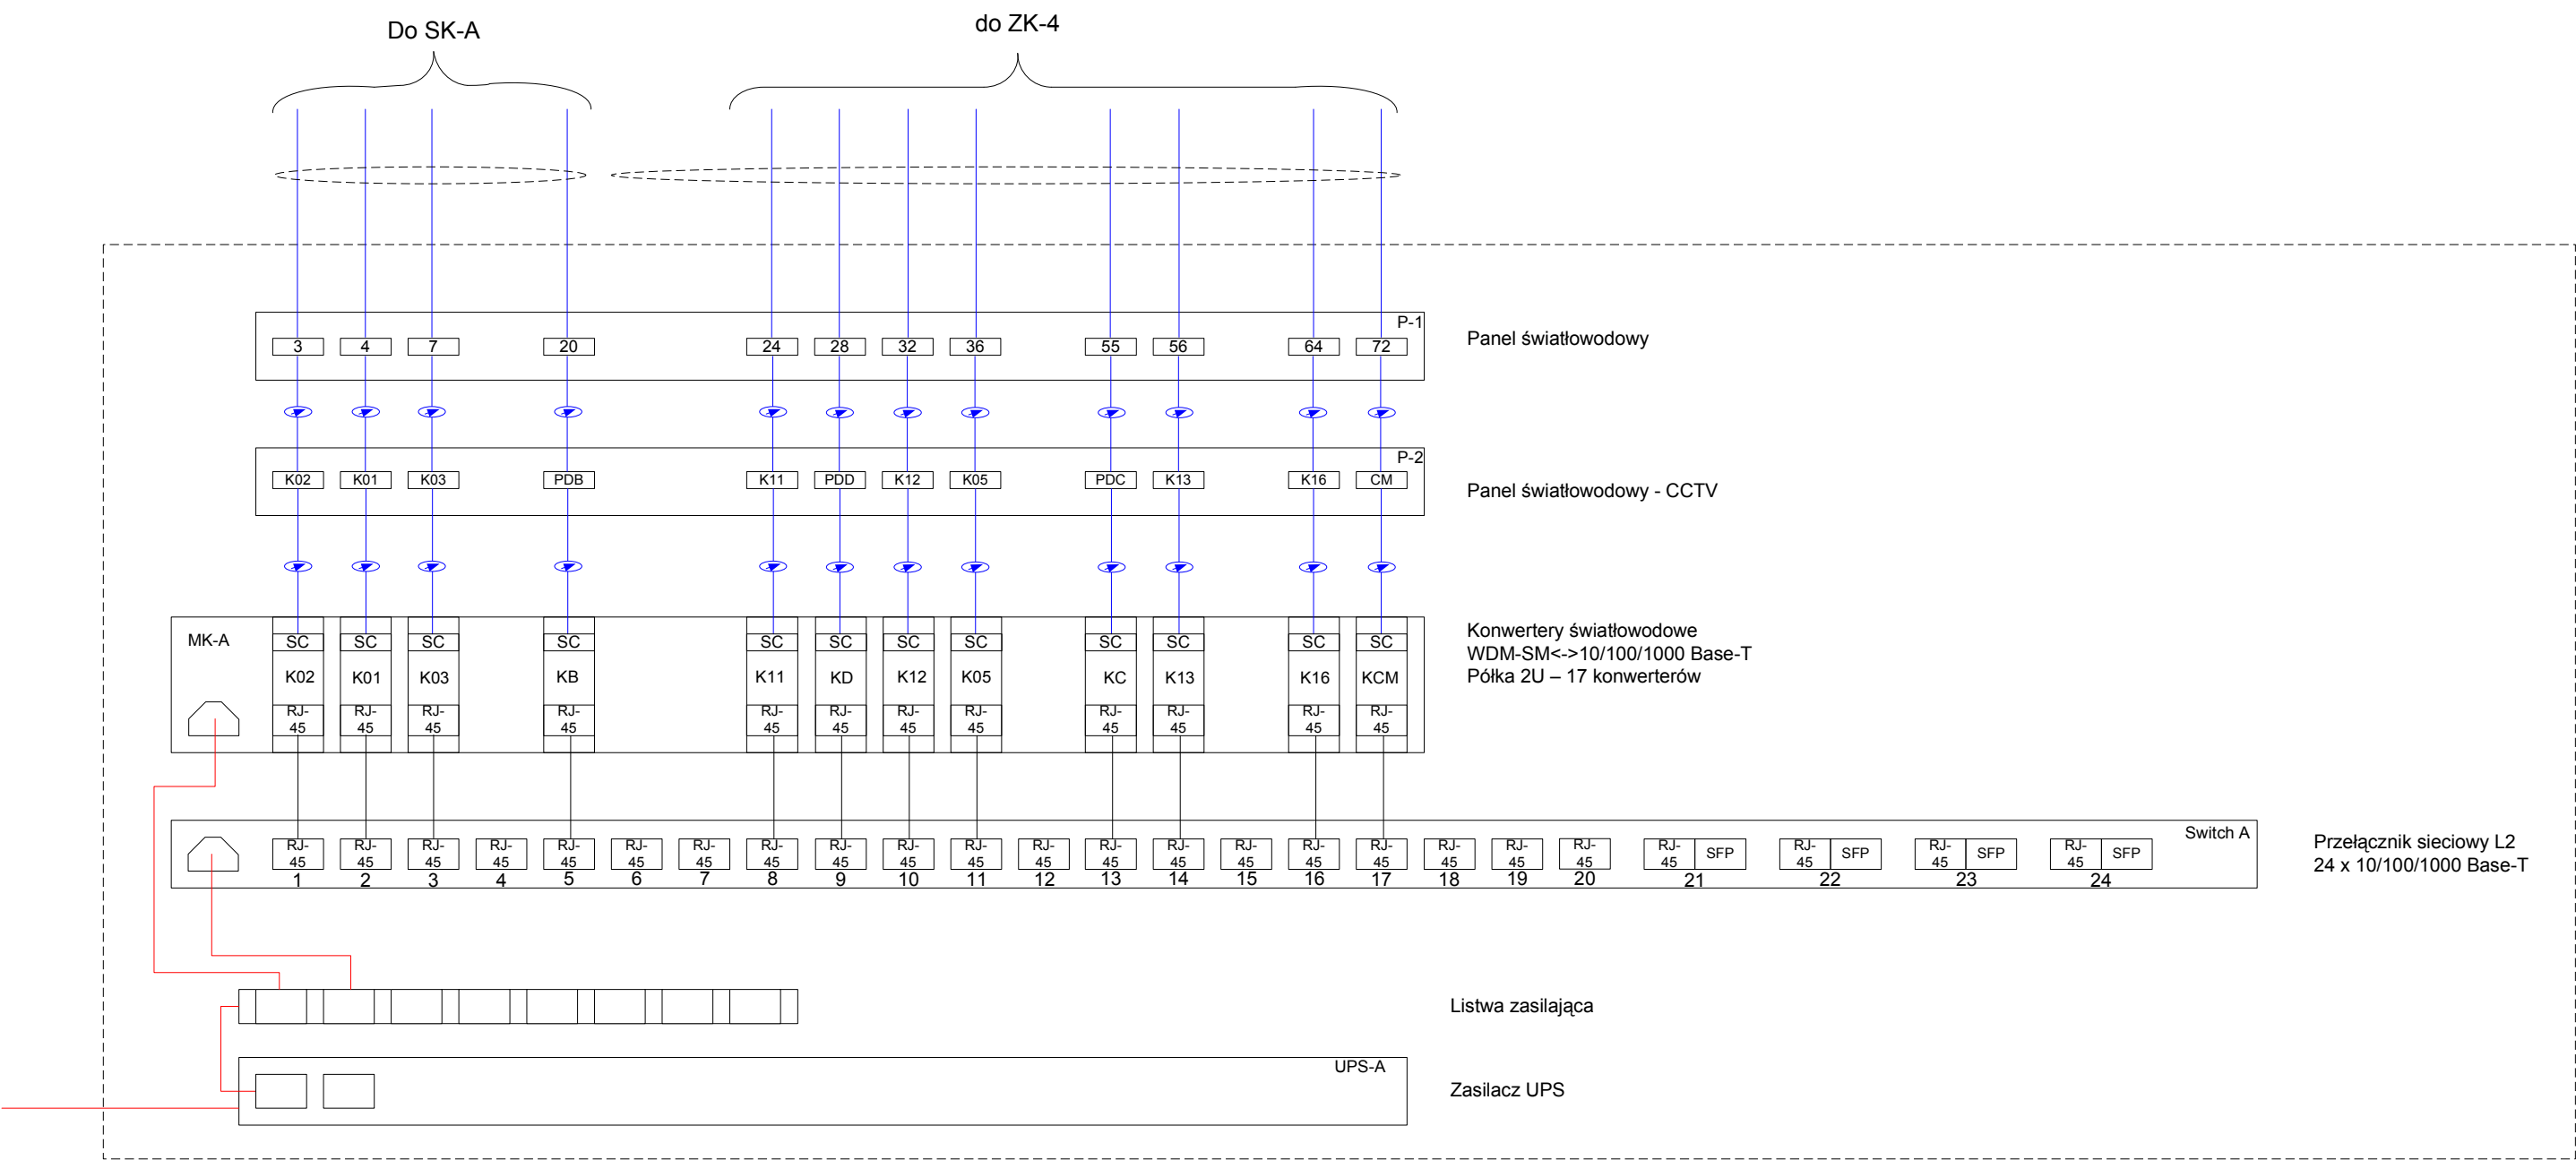 Do SK-A
do ZK-4
P-1
3 4 7 20 24 28 32 36 55 56 64 72
Panel światłowodowy
P-2
K02 K01 K03 PDB K11 PDD K12 K05 PDC K13 K16 CM
Panel światłowodowy - CCTV
MK-A
SC SC SC SC SC SC SC SC SC SC SC SC
K02 K01 K03 KB K11 KD K12 K05 KC K13 K16 KCM
RJ- RJ- RJ- RJ- RJ- RJ- RJ- RJ- RJ- RJ- RJ- RJ-
45 45 45 45 45 45 45 45 45 45 45 45
Konwertery światłowodowe
WDM-SM<->10/100/1000 Base-T
Półka 2U – 17 konwerterów
Switch A
RJ- RJ- RJ- RJ- RJ- RJ- RJ- RJ- RJ- RJ- RJ- RJ- RJ- RJ- RJ- RJ- RJ- RJ- RJ- RJ- RJ- RJ- RJ- RJ-
45 45 45 45 45 45 45 45 45 45 45 45 45 45 45 45 45 45 45 45 45 SFP 45 SFP 45 SFP 45 SFP
1 2 3 4 5 6 7 8 9 10 11 12 13 14 15 16 17 18 19 20 21 22 23 24
Przełącznik sieciowy L2
24 x 10/100/1000 Base-T
Listwa zasilająca
UPS-A
Zasilacz UPS